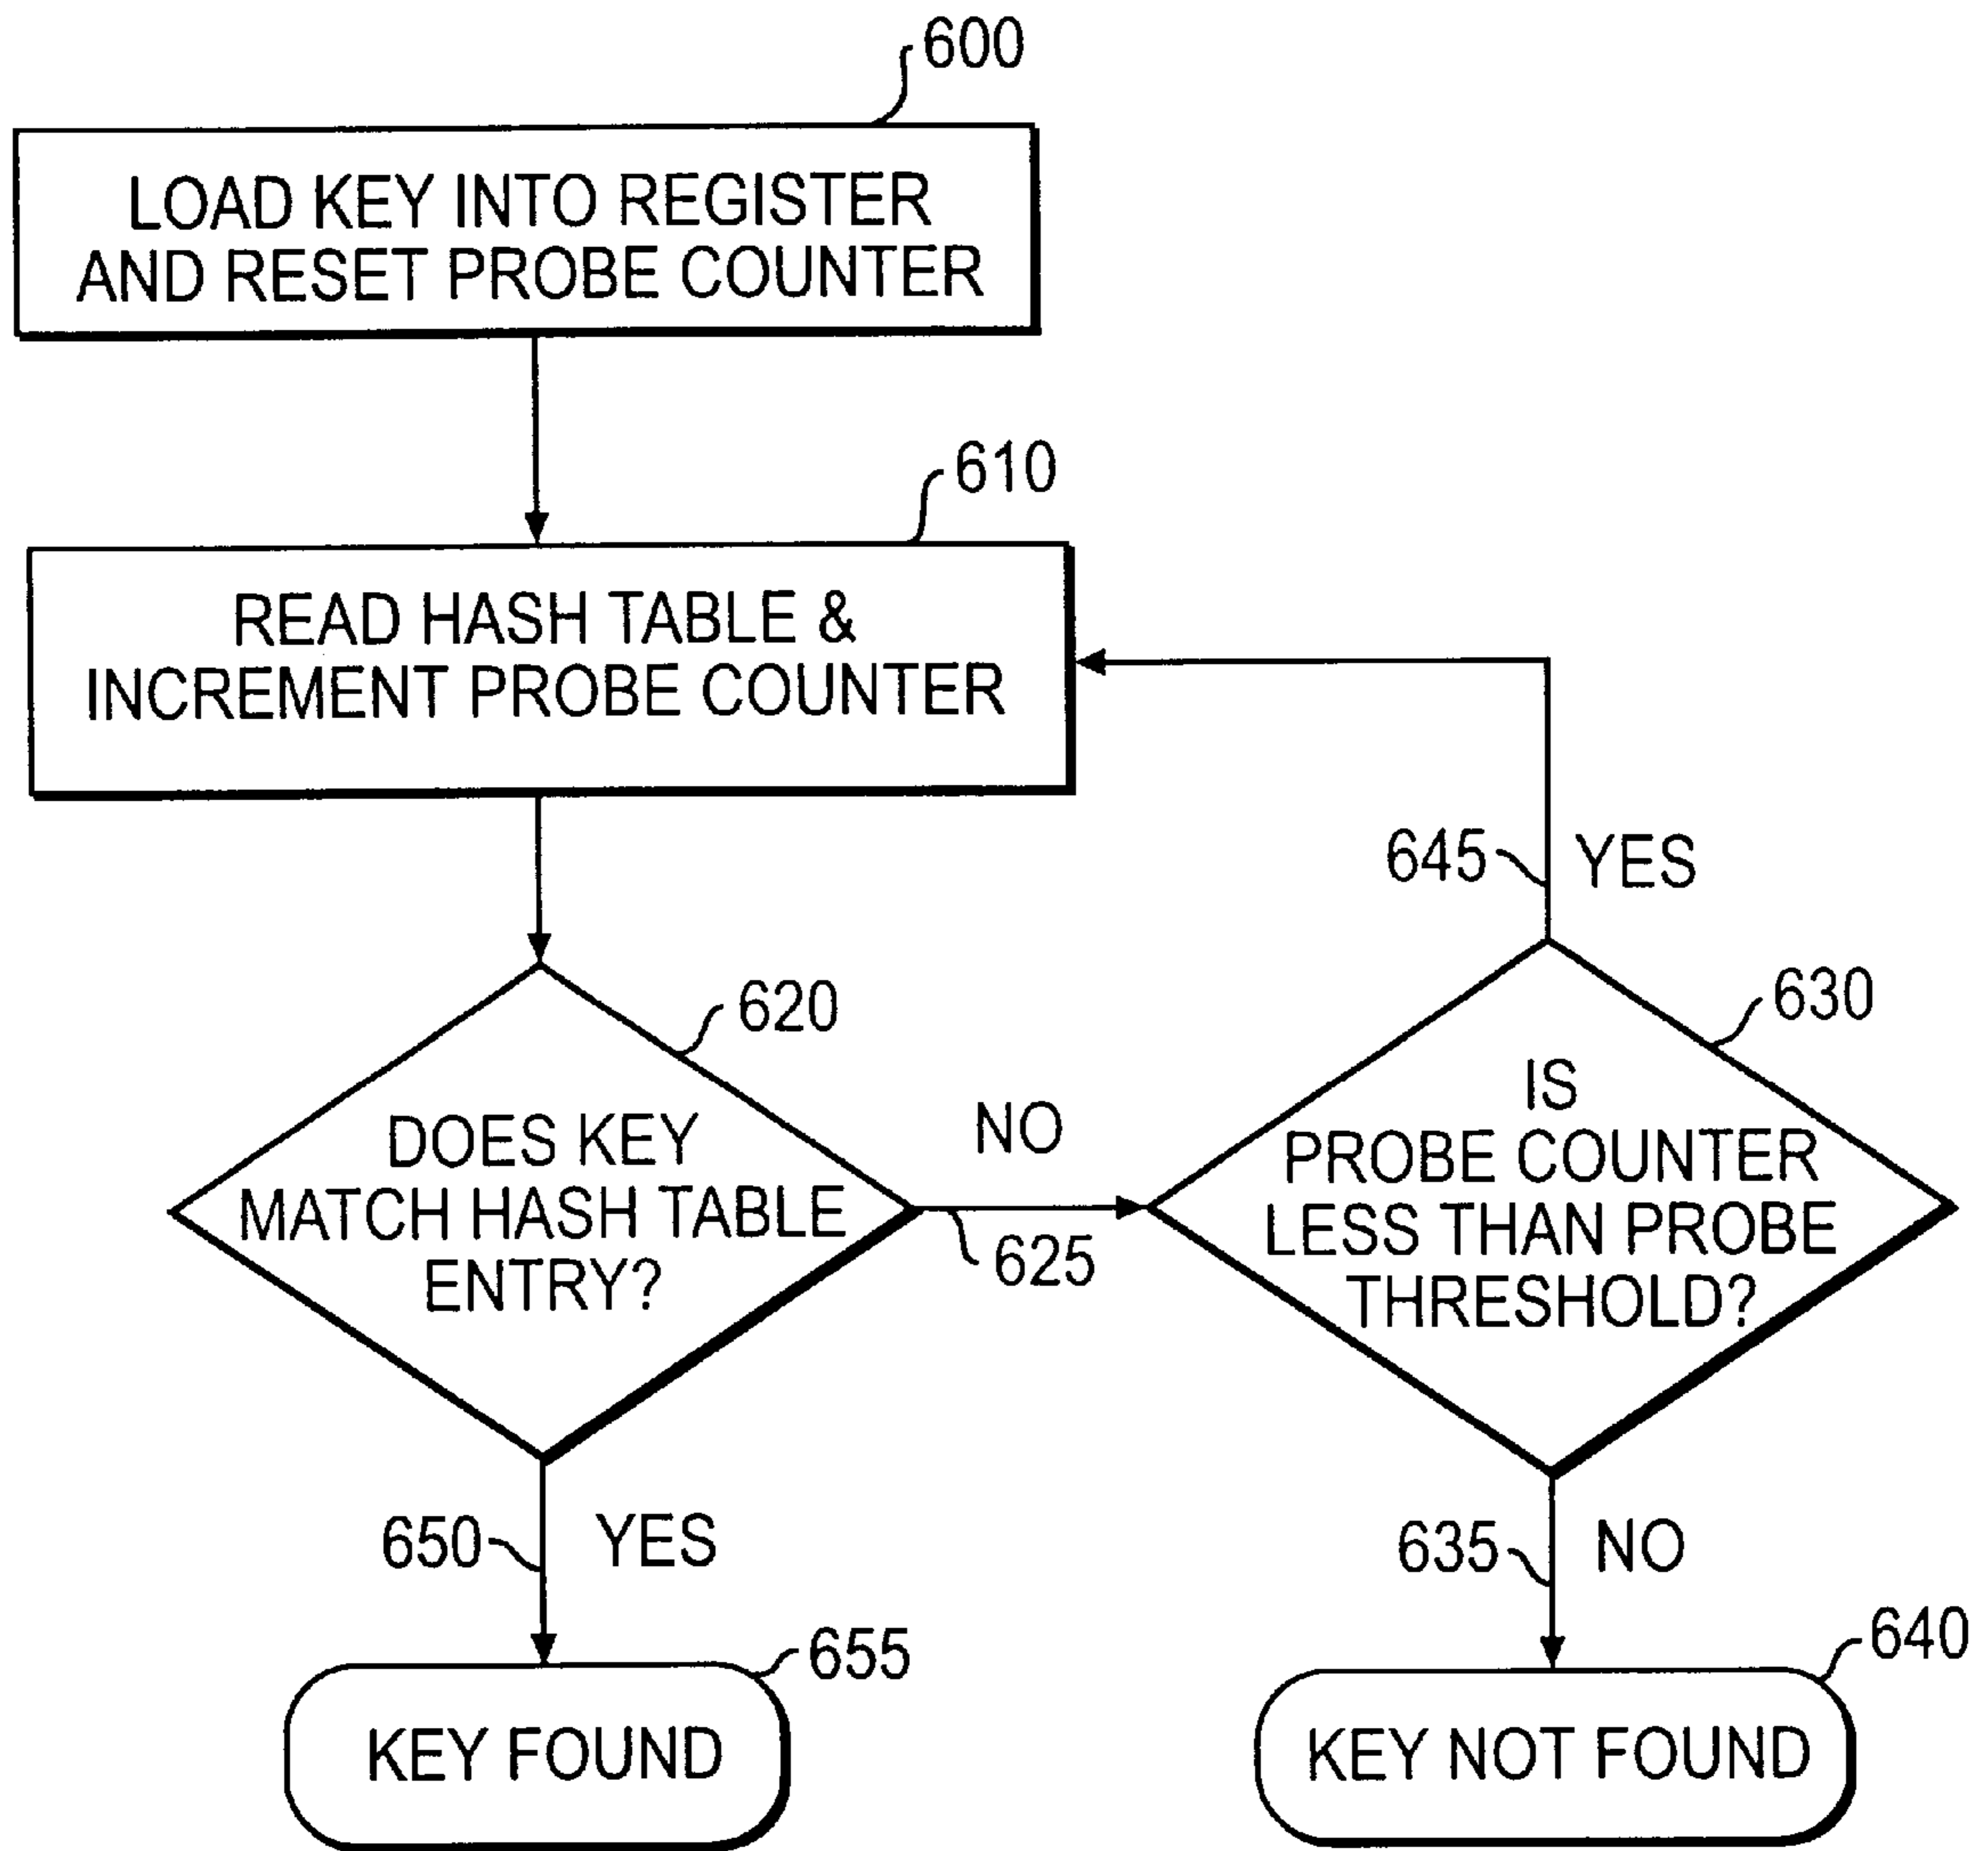 600
LOAD KEY INTO REGISTER
AND RESET PROBE COUNTER
610
READ HASH TABLE &
INCREMENT PROBE COUNTER
645
YES
620
630
DOES KEY
MATCH HASH TABLE
ENTRY?
NO
625
IS
PROBE COUNTER
LESS THAN PROBE
THRESHOLD?
650
YES
635
NO
655
KEY FOUND
640
KEY NOT FOUND